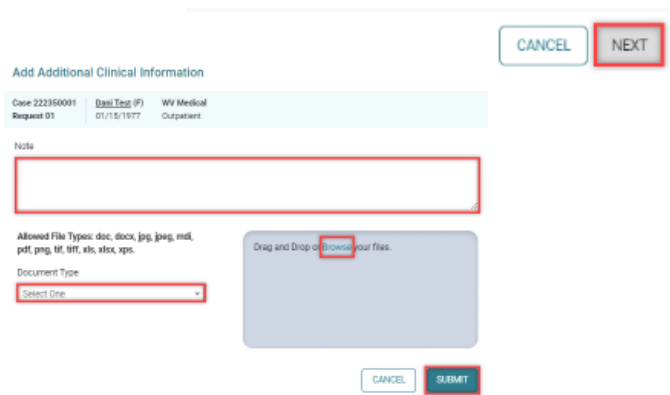 CANCEL NEXT
Add Additional Clinical Information
Case 222350001 Dani Test (F) WV Medical
Request 01 01/15/1977 Outpatient
Note
Allowed File Types: doc, docx, jpg, jpeg, mdi,
pdf, png, tif, tiff, xls, xlsx, xps.
Drag and Drop or Browse your files.
Document Type
Select One
CANCEL SUBMIT